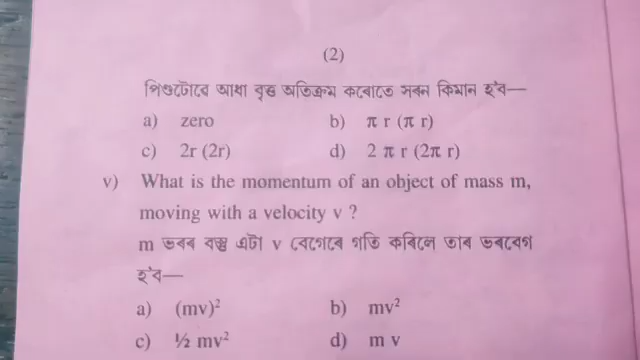 (2)
পিণ্ডটোৱে আধা বৃত্ত অতিক্ৰম কৰোতে সৰন কিমান হ'ব—
a) zero b) π r (π r)
c) 2r (2r) d) 2 π r (2π r)
v) What is the momentum of an object of mass m,
moving with a velocity v ?
m ভৰৰ বস্তু এটা v বেগেৰে গতি কৰিলে তাৰ ভৰবেগ
হ'ব—
a) (mv)² b) mv²
c) ½ mv² d) m v